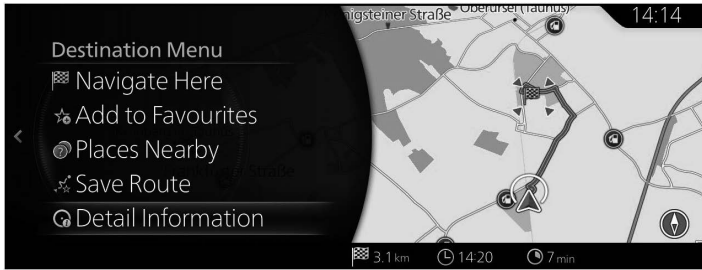 Destination Menu
Navigate Here
Add to Favourites
Places Nearby
Save Route
Detail Information
nigsteiner Straße
Oberursel (Taunus)
14:14
3.1 km
14:20
7 min